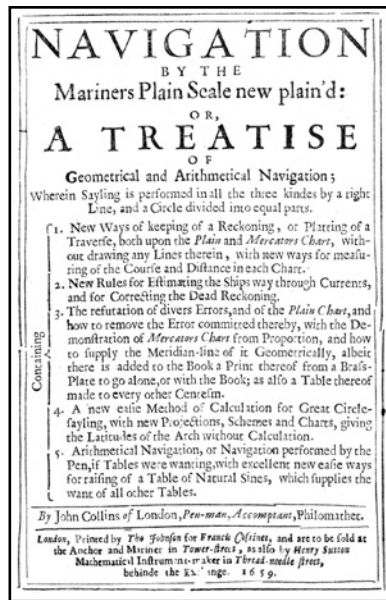 NAVIGATION
BY THE
Mariners Plain Scale new plain'd:
OR,
A TREATISE
OF
Geometrical and Arithmetical Navigation;
Wherein Sayling is performed in all the three kindes by a right
Line, and a Circle divided into equal parts.
Containing
1. New Ways of keeping of a Reckoning, or Platting of a
Traverse, both upon the Plain and Mercators Chart, with-
out drawing any Lines therein, with new ways for measu-
ring of the Course and Distance in each Chart.
2. New Rules for Estimating the Ships way through Currents,
and for Correcting the Dead Reckoning.
3. The refutation of divers Errors, and of the Plain Chart, and
how to remove the Error committed thereby, with the De-
monstration of Mercators Chart from Proportion, and how
to supply the Meridian-line of it Geometrically, albeit
there is added to the Book a Print thereof from a Brass-
Plate to go alone, or with the Book; as also a Table thereof
made to every other Centesm.
4. A new easie Method of Calculation for Great Circle-
sayling, with new Projections, Schemes and Charts, giving
the Latitudes of the Arch without Calculation.
5. Arithmetical Navigation, or Navigation performed by the
Pen, if Tables were wanting, with excellent new easie ways
for raising of a Table of Natural Sines, which supplies the
want of all other Tables.
By John Collins of London, Pen-man, Accomptant, Philomathet.
London, Printed by Tho Johnson for Francis Cossinet, and are to be sold at
the Anchor and Mariner in Tower-street, as also by Henry Sutton
Mathematical Instrument-maker in Thread-needle street,
behinde the Exchange. 1659.